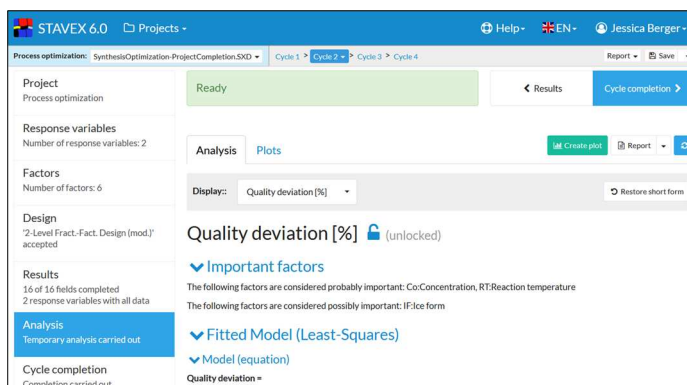 STAVEX 6.0 Projects Help EN Jessica Berger
Process optimization: SynthesisOptimization-ProjectCompletion.SXD Cycle 1 > Cycle 2 > Cycle 3 > Cycle 4 Report Save
Project
Process optimization
Response variables
Number of response variables: 2
Factors
Number of factors: 6
Design
'2-Level Fract.-Fact. Design (mod.)'
accepted
Results
16 of 16 fields completed
2 response variables with all data
Analysis
Temporary analysis carried out
Cycle completion
Completion carried out
Ready
Results
Cycle completion
Analysis Plots
Create plot Report
Display:: Quality deviation [%] Restore short form
Quality deviation [%] (unlocked)
Important factors
The following factors are considered probably important: Co:Concentration, RT:Reaction temperature
The following factors are considered possibly important: IF:Ice form
Fitted Model (Least-Squares)
Model (equation)
Quality deviation =